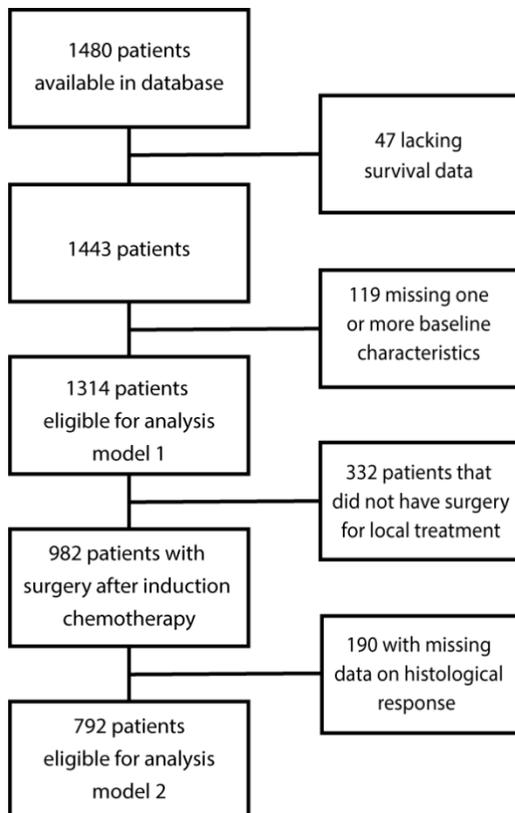 1480 patients
available in database
47 lacking
survival data
1443 patients
119 missing one
or more baseline
characteristics
1314 patients
eligible for analysis
model 1
332 patients that
did not have surgery
for local treatment
982 patients with
surgery after induction
chemotherapy
190 with missing
data on histological
response
792 patients
eligible for analysis
model 2